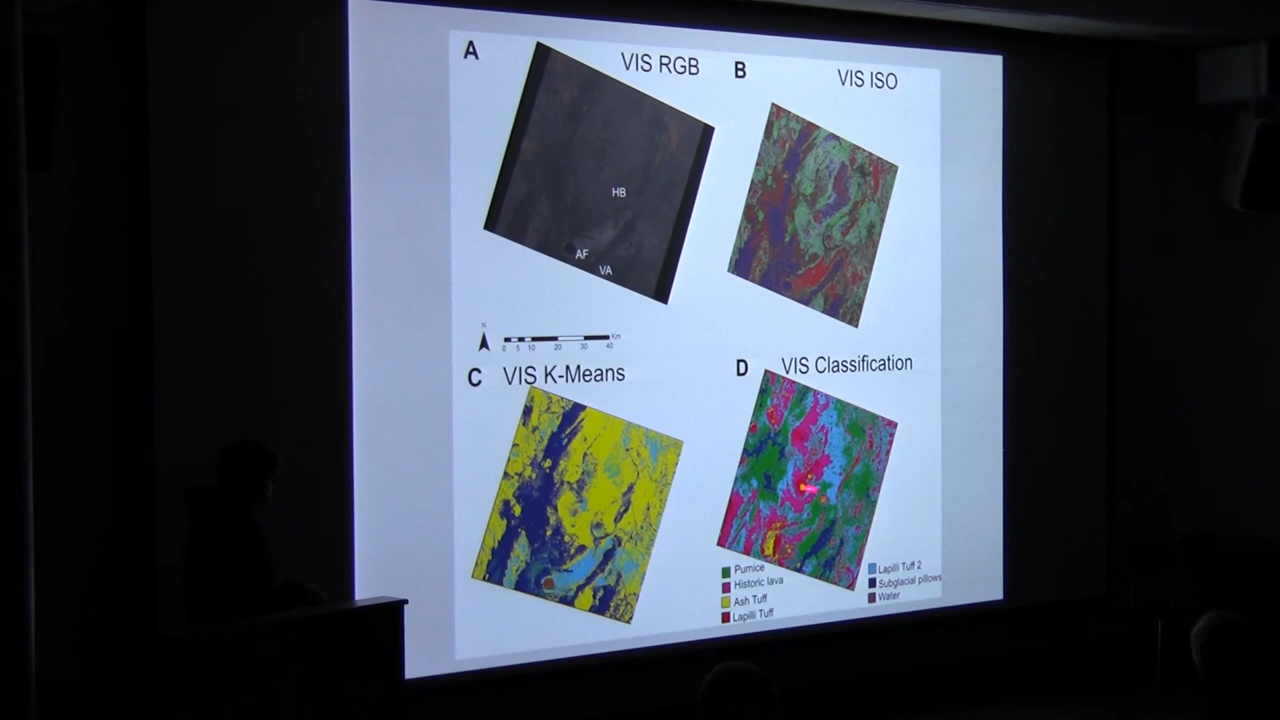 A
VIS RGB
B
VIS ISO
HB
AF
VA
N
Km
0 5 10 20 30 40
C
VIS K-Means
D
VIS Classification
Pumice
Historic lava
Ash Tuff
Lapilli Tuff
Lapilli Tuff 2
Subglacial pillows
Water